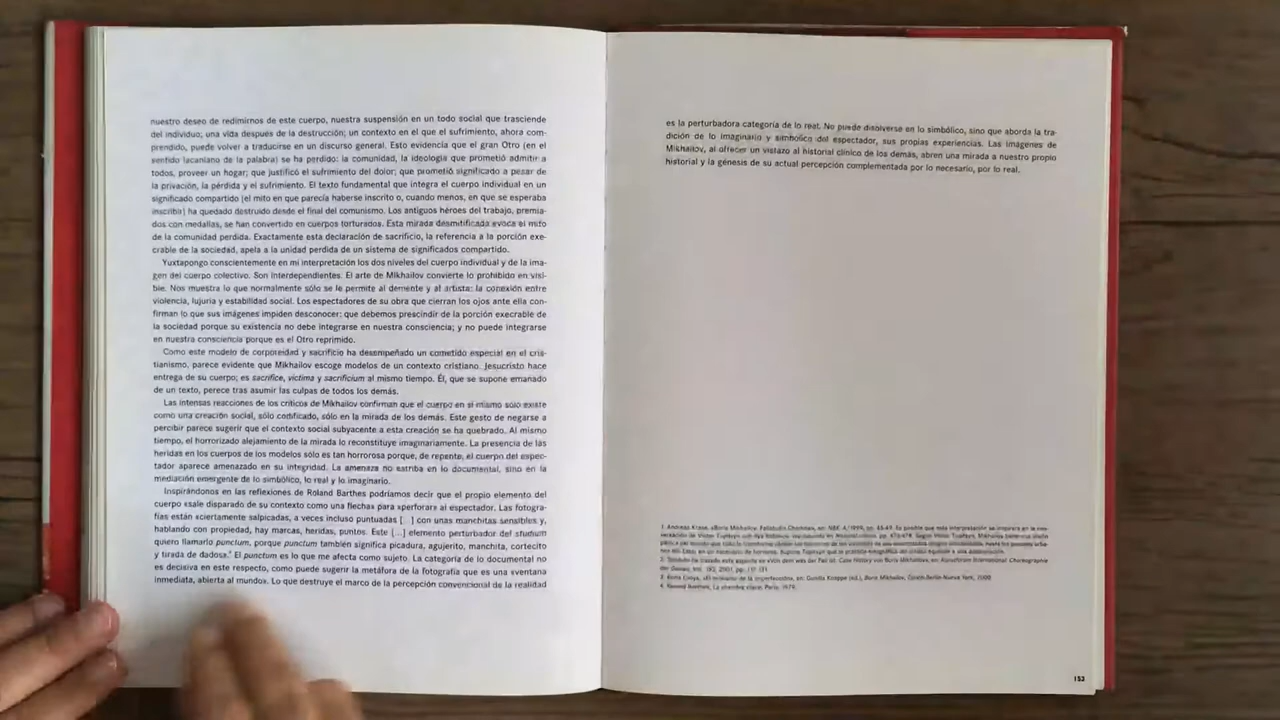 nuestro deseo de redimirnos de este cuerpo, nuestra suspensión en un todo social que trasciende
del individuo; una vida después de la destrucción; un contexto en el que el sufrimiento, ahora com-
prendido, puede volver a traducirse en un discurso general. Esto evidencia que el gran Otro (en el
sentido lacaniano de la palabra) se ha perdido: la comunidad, la ideología que prometió admitir a
todos, proveer un hogar; que justificó el sufrimiento del dolor; que prometió significado a pesar de
la privación, la pérdida y el sufrimiento. El texto fundamental que integra el cuerpo individual en un
significado compartido (el mito en que parecía haberse inscrito o, cuando menos, en que se esperaba
inscribir) ha quedado destruido desde el final del comunismo. Los antiguos héroes del trabajo, premia-
dos con medallas, se han convertido en cuerpos torturados. Esta mirada desmitificada evoca el mito
de la comunidad perdida. Exactamente esta declaración de sacrificio, la referencia a la porción exe-
crable de la sociedad, apela a la unidad perdida de un sistema de significados compartido.
Yuxtapongo conscientemente en mi interpretación los dos niveles del cuerpo individual y de la ima-
gen del cuerpo colectivo. Son interdependientes. El arte de Mikhailov convierte lo prohibido en visi-
ble. Nos muestra lo que normalmente sólo se le permite al demente y al artista: la conexión entre
violencia, lujuria y estabilidad social. Los espectadores de su obra que cierran los ojos ante ella con-
firman lo que sus imágenes impiden desconocer: que debemos prescindir de la porción execrable de
la sociedad porque su existencia no debe integrarse en nuestra consciencia; y no puede integrarse
en nuestra consciencia porque es el Otro reprimido.
Como este modelo de corporeidad y sacrificio ha desempeñado un cometido especial en el cris-
tianismo, parece evidente que Mikhailov escoge modelos de un contexto cristiano. Jesucristo hace
entrega de su cuerpo; es sacrifice, victima y sacrificium al mismo tiempo. Él, que se supone emanado
de un texto, perece tras asumir las culpas de todos los demás.
Las intensas reacciones de los críticos de Mikhailov confirman que el cuerpo en sí mismo sólo existe
como una creación social, sólo codificado, sólo en la mirada de los demás. Este gesto de negarse a
percibir parece sugerir que el contexto social subyacente a esta creación se ha quebrado. Al mismo
tiempo, el horrorizado alejamiento de la mirada lo reconstituye imaginariamente. La presencia de las
heridas en los cuerpos de los modelos sólo es tan horrorosa porque, de repente, el cuerpo del espec-
tador aparece amenazado en su integridad. La amenaza no estriba en lo documental, sino en la
mediación emergente de lo simbólico, lo real y lo imaginario.
Inspirándonos en las reflexiones de Roland Barthes podríamos decir que el propio elemento del
cuerpo «sale disparado de su contexto como una flecha» para «perforar» al espectador. Las fotogra-
fías están «ciertamente salpicadas, a veces incluso puntuadas [...] con unas manchitas sensibles y,
hablando con propiedad, hay marcas, heridas, puntos. Este [...] elemento perturbador del studium
quiero llamarlo punctum, porque punctum también significa picadura, agujerito, manchita, cortecito
y tirada de dados».4 El punctum es lo que me afecta como sujeto. La categoría de lo documental no
es decisiva en este respecto, como puede sugerir la metáfora de la fotografía que es una «ventana
inmediata, abierta al mundo». Lo que destruye el marco de la percepción convencional de la realidad
es la perturbadora categoría de lo real. No puede disolverse en lo simbólico, sino que aborda la tra-
dición de lo imaginario y simbólico del espectador, sus propias experiencias. Las imágenes de
Mikhailov, al ofrecer un vistazo al historial clínico de los demás, abren una mirada a nuestro propio
historial y la génesis de su actual percepción complementada por lo necesario, por lo real.
4. Roland Barthes, La chambre claire, París, 1979.
153